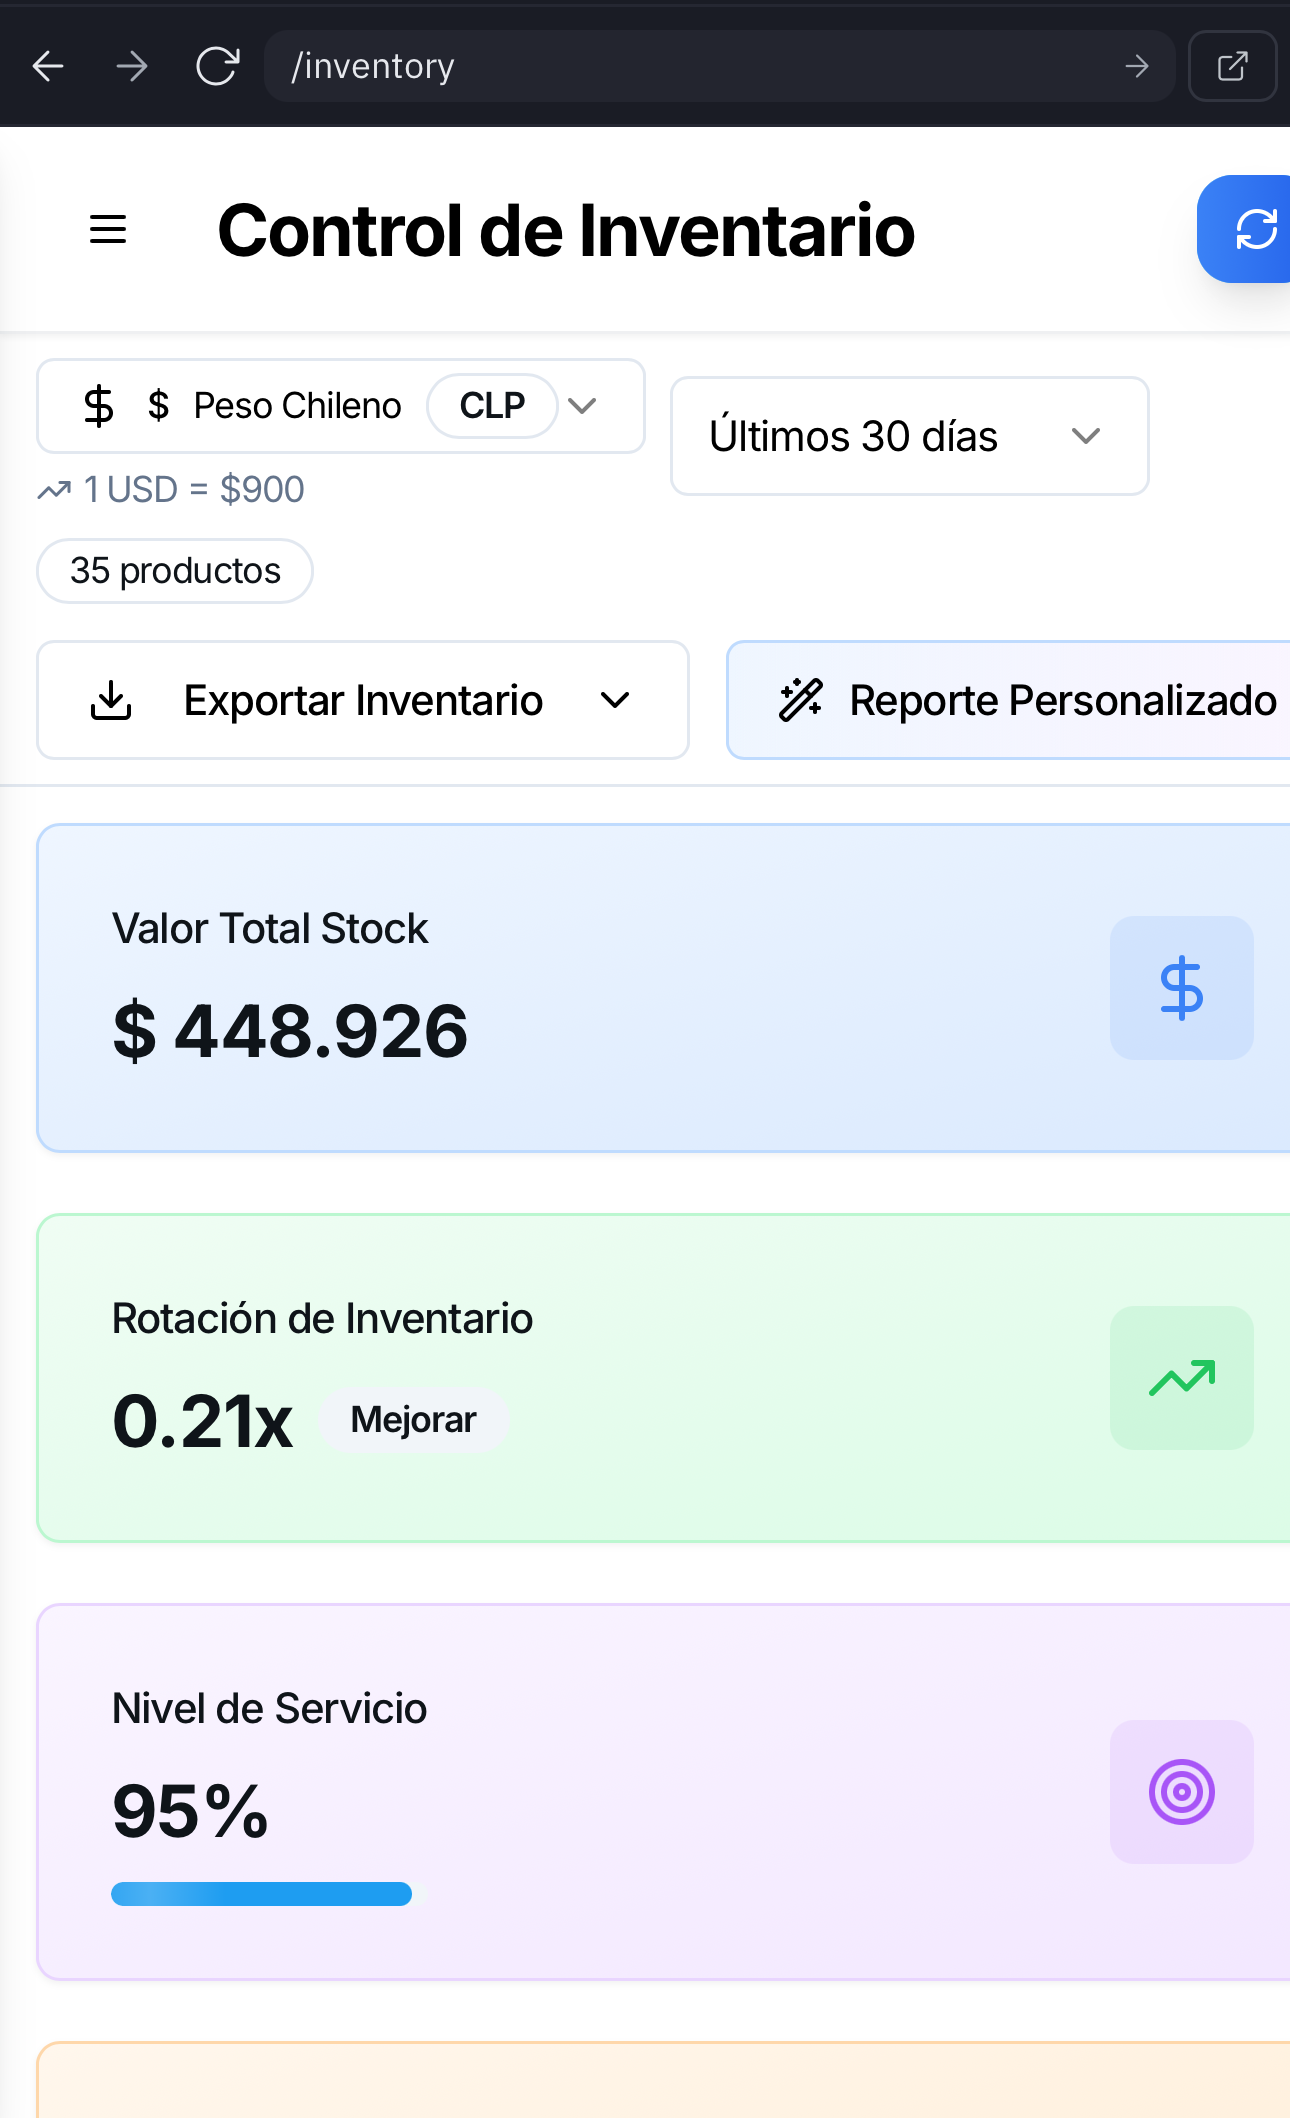 /inventory
Control de Inventario
$ Peso Chileno CLP
Últimos 30 días
1 USD = $900
35 productos
Exportar Inventario
Reporte Personalizado
Valor Total Stock
$ 448.926
Rotación de Inventario
0.21x Mejorar
Nivel de Servicio
95%